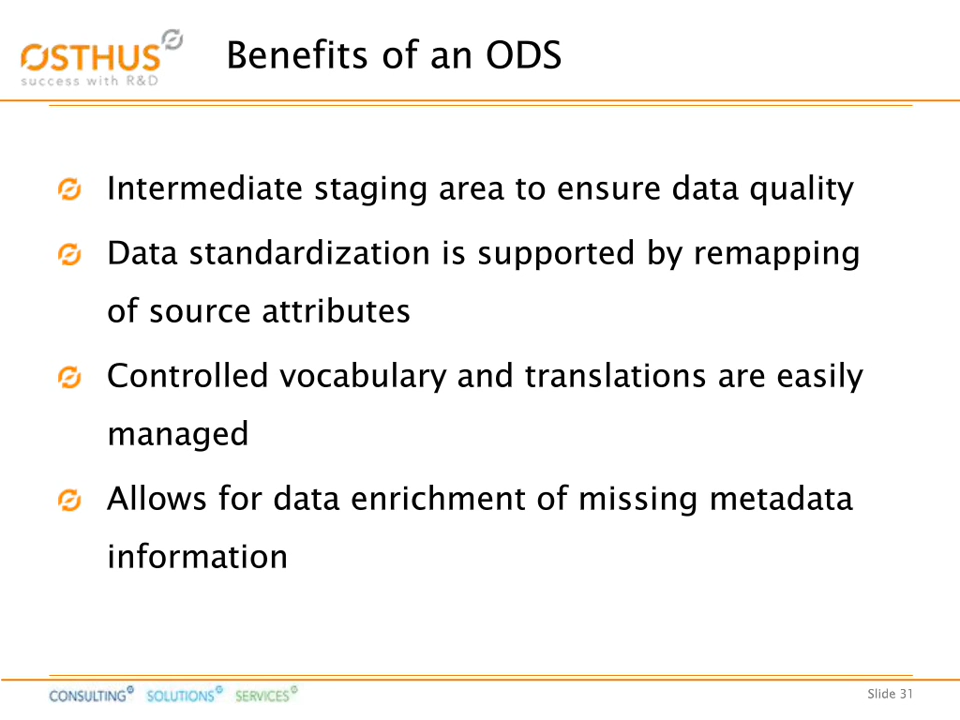 OSTHUS
success with R&D
Benefits of an ODS
Intermediate staging area to ensure data quality
Data standardization is supported by remapping
of source attributes
Controlled vocabulary and translations are easily
managed
Allows for data enrichment of missing metadata
information
CONSULTING SOLUTIONS SERVICES
Slide 31